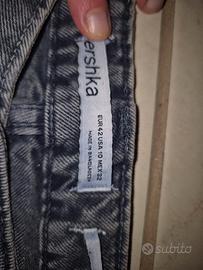 ershka
EUR 42 USA 10 MEX 32
MADE IN BANGLADESH
subito